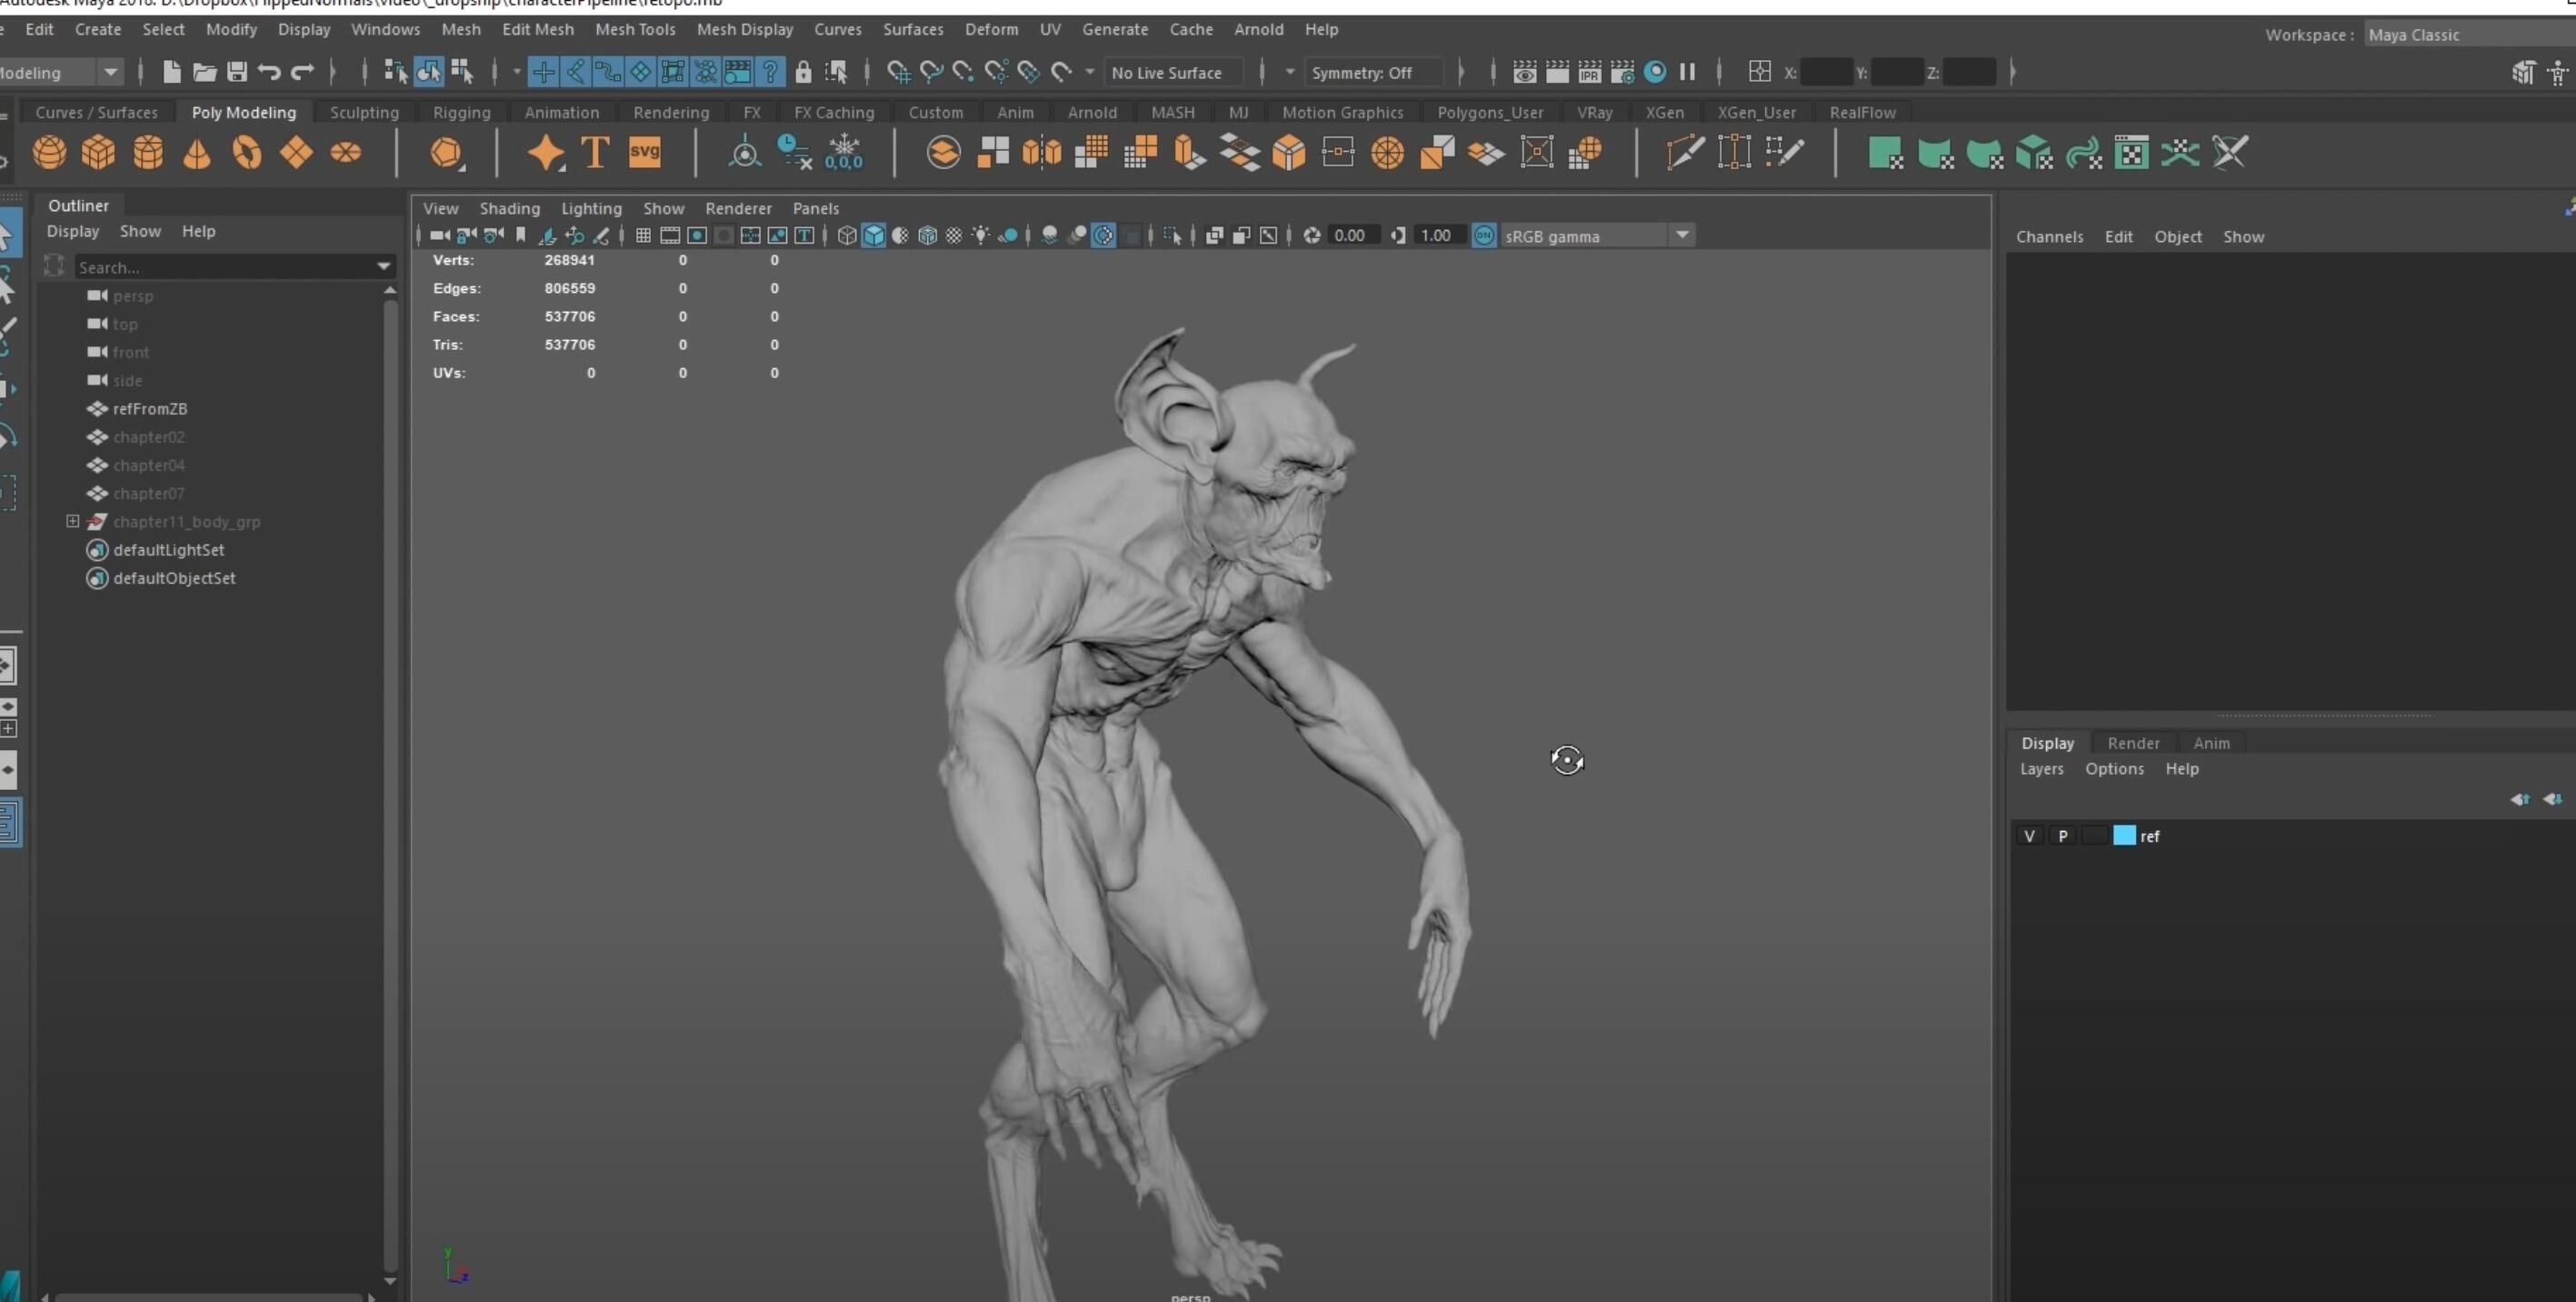 Autodesk Maya 2018: D:\Dropbox\FlippedNormals\video\_dropship\characterPipeline\retopo.mb
Edit Create Select Modify Display Windows Mesh Edit Mesh Mesh Tools Mesh Display Curves Surfaces Deform UV Generate Cache Arnold Help
Workspace: Maya Classic
Modeling
No Live Surface
Symmetry: Off
IPR
X: Y: Z:
Curves / Surfaces Poly Modeling Sculpting Rigging Animation Rendering FX FX Caching Custom Anim Arnold MASH MJ Motion Graphics Polygons_User VRay XGen XGen_User RealFlow
T svg 0,0,0
Outliner
Display Show Help
Search...
persp
top
front
side
refFromZB
chapter02
chapter04
chapter07
chapter11_body_grp
defaultLightSet
defaultObjectSet
View Shading Lighting Show Renderer Panels
0.00 1.00 ON sRGB gamma
Verts: 268941 0 0
Edges: 806559 0 0
Faces: 537706 0 0
Tris: 537706 0 0
UVs: 0 0 0
y
z
persp
Channels Edit Object Show
Display Render Anim
Layers Options Help
V P ref